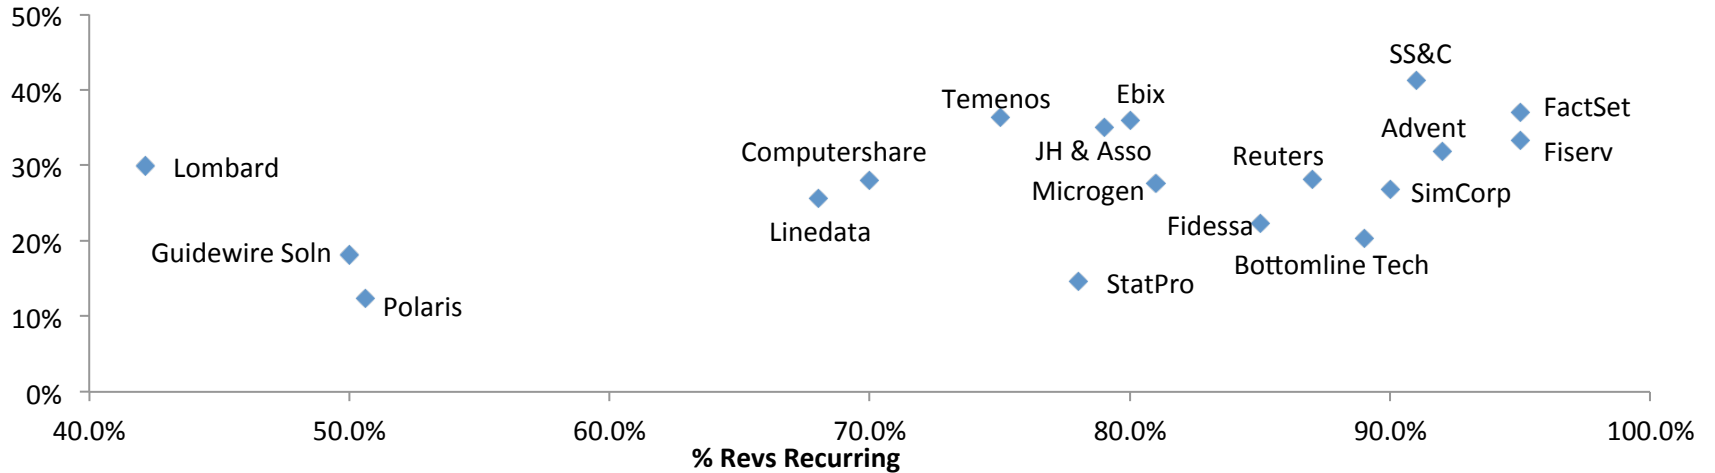 50%
SS&C
40%
Temenos
Ebix
FactSet
Advent
Computershare
JH & Asso
Reuters
Fiserv
30%
Lombard
Microgen
SimCorp
Linedata
Fidessa
20%
Guidewire Soln
Bottomline Tech
StatPro
Polaris
10%
0%
40.0% 50.0% 60.0% 70.0% 80.0% 90.0% 100.0%
% Revs Recurring